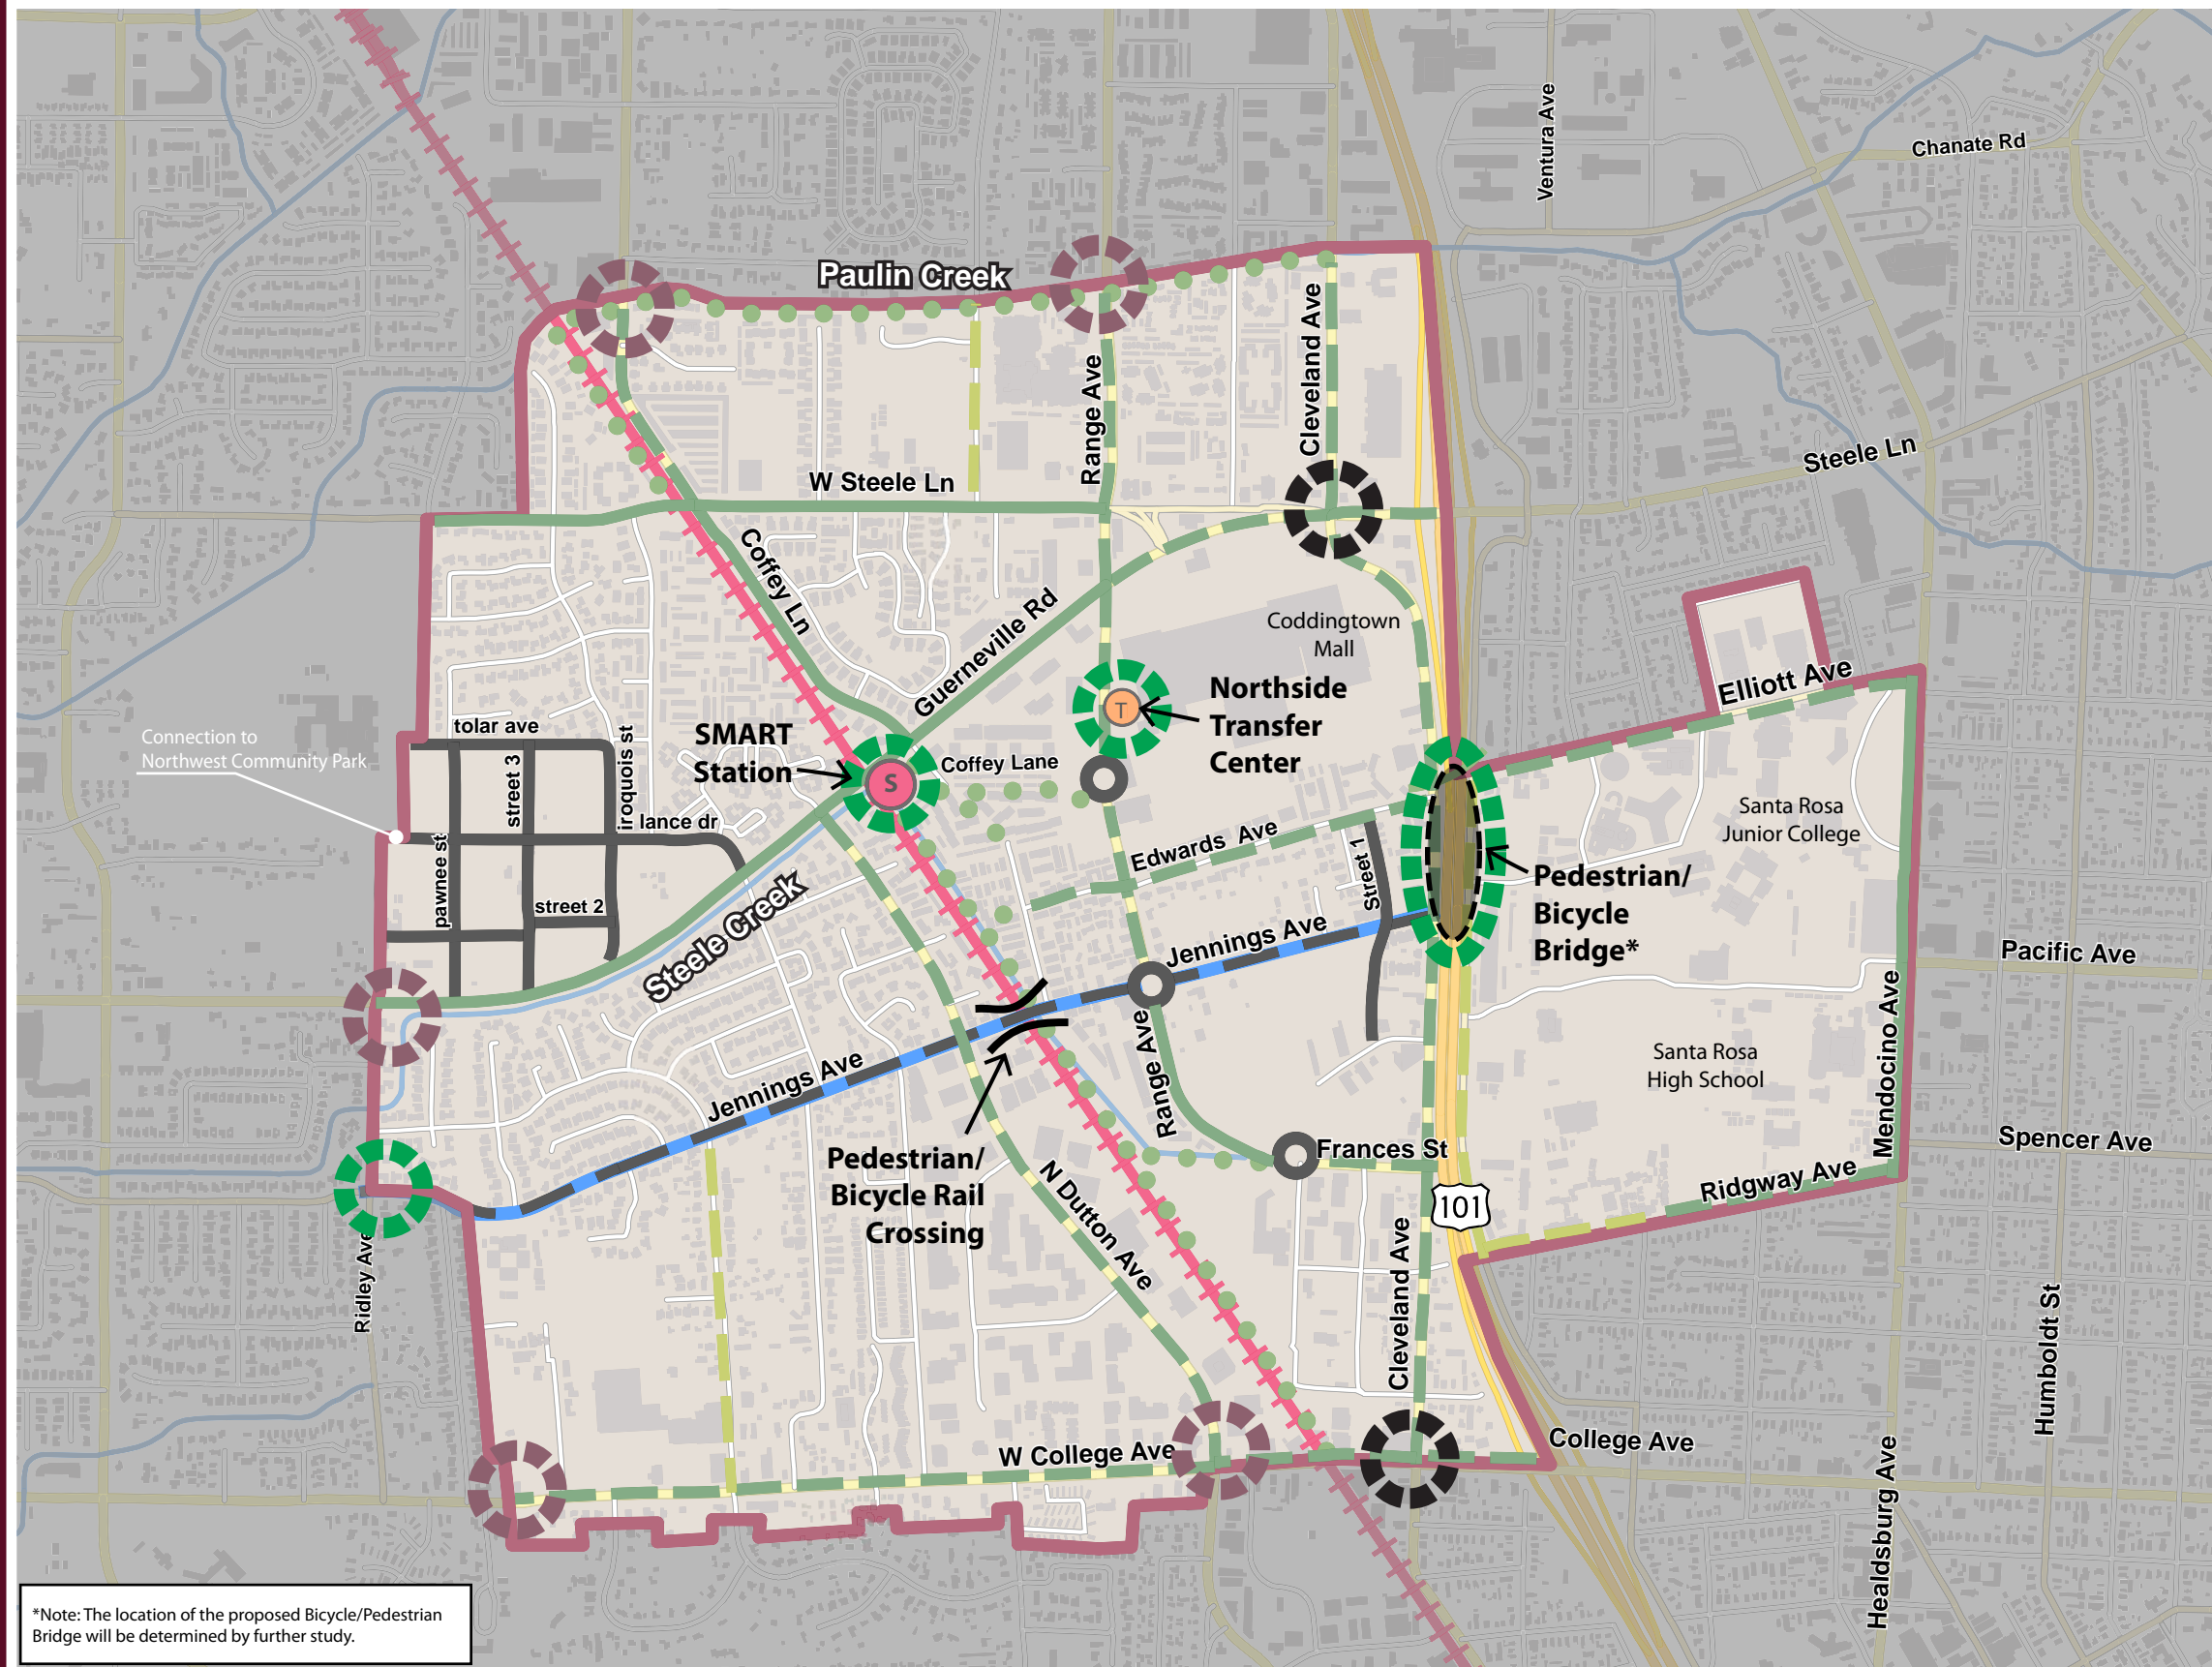 Ventura Ave
Chanate Rd
Paulin Creek
Cleveland Ave
Range Ave
W Steele Ln
Steele Ln
Coffey Ln
Guerneville Rd
Coddingtown
Mall
Elliott Ave
Northside
Transfer
Center
T
SMART
Station
S
Coffey Lane
Connection to
Northwest Community Park
tolar ave
street 3
iroquois st
lance dr
pawnee st
street 2
Steele Creek
Edwards Ave
Street 1
Jennings Ave
Santa Rosa
Junior College
Pedestrian/
Bicycle
Bridge*
Pacific Ave
Santa Rosa
High School
Mendocino Ave
Jennings Ave
Range Ave
Pedestrian/
Bicycle Rail
Crossing
Frances St
Spencer Ave
Ridgway Ave
101
N Dutton Ave
Ridley Ave
Cleveland Ave
Humboldt St
W College Ave
College Ave
Healdsburg Ave
*Note: The location of the proposed Bicycle/Pedestrian
Bridge will be determined by further study.